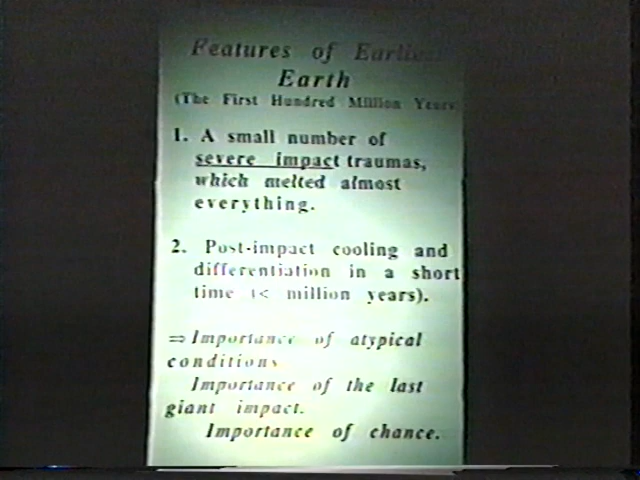 Features of Earliest
Earth
(The First Hundred Million Years
1. A small number of
severe impact traumas,
which melted almost
everything.
2. Post-impact cooling and
differentiation in a short
time (< million years).
⇒ Importance of atypical
conditions
Importance of the last
giant impact.
Importance of chance.